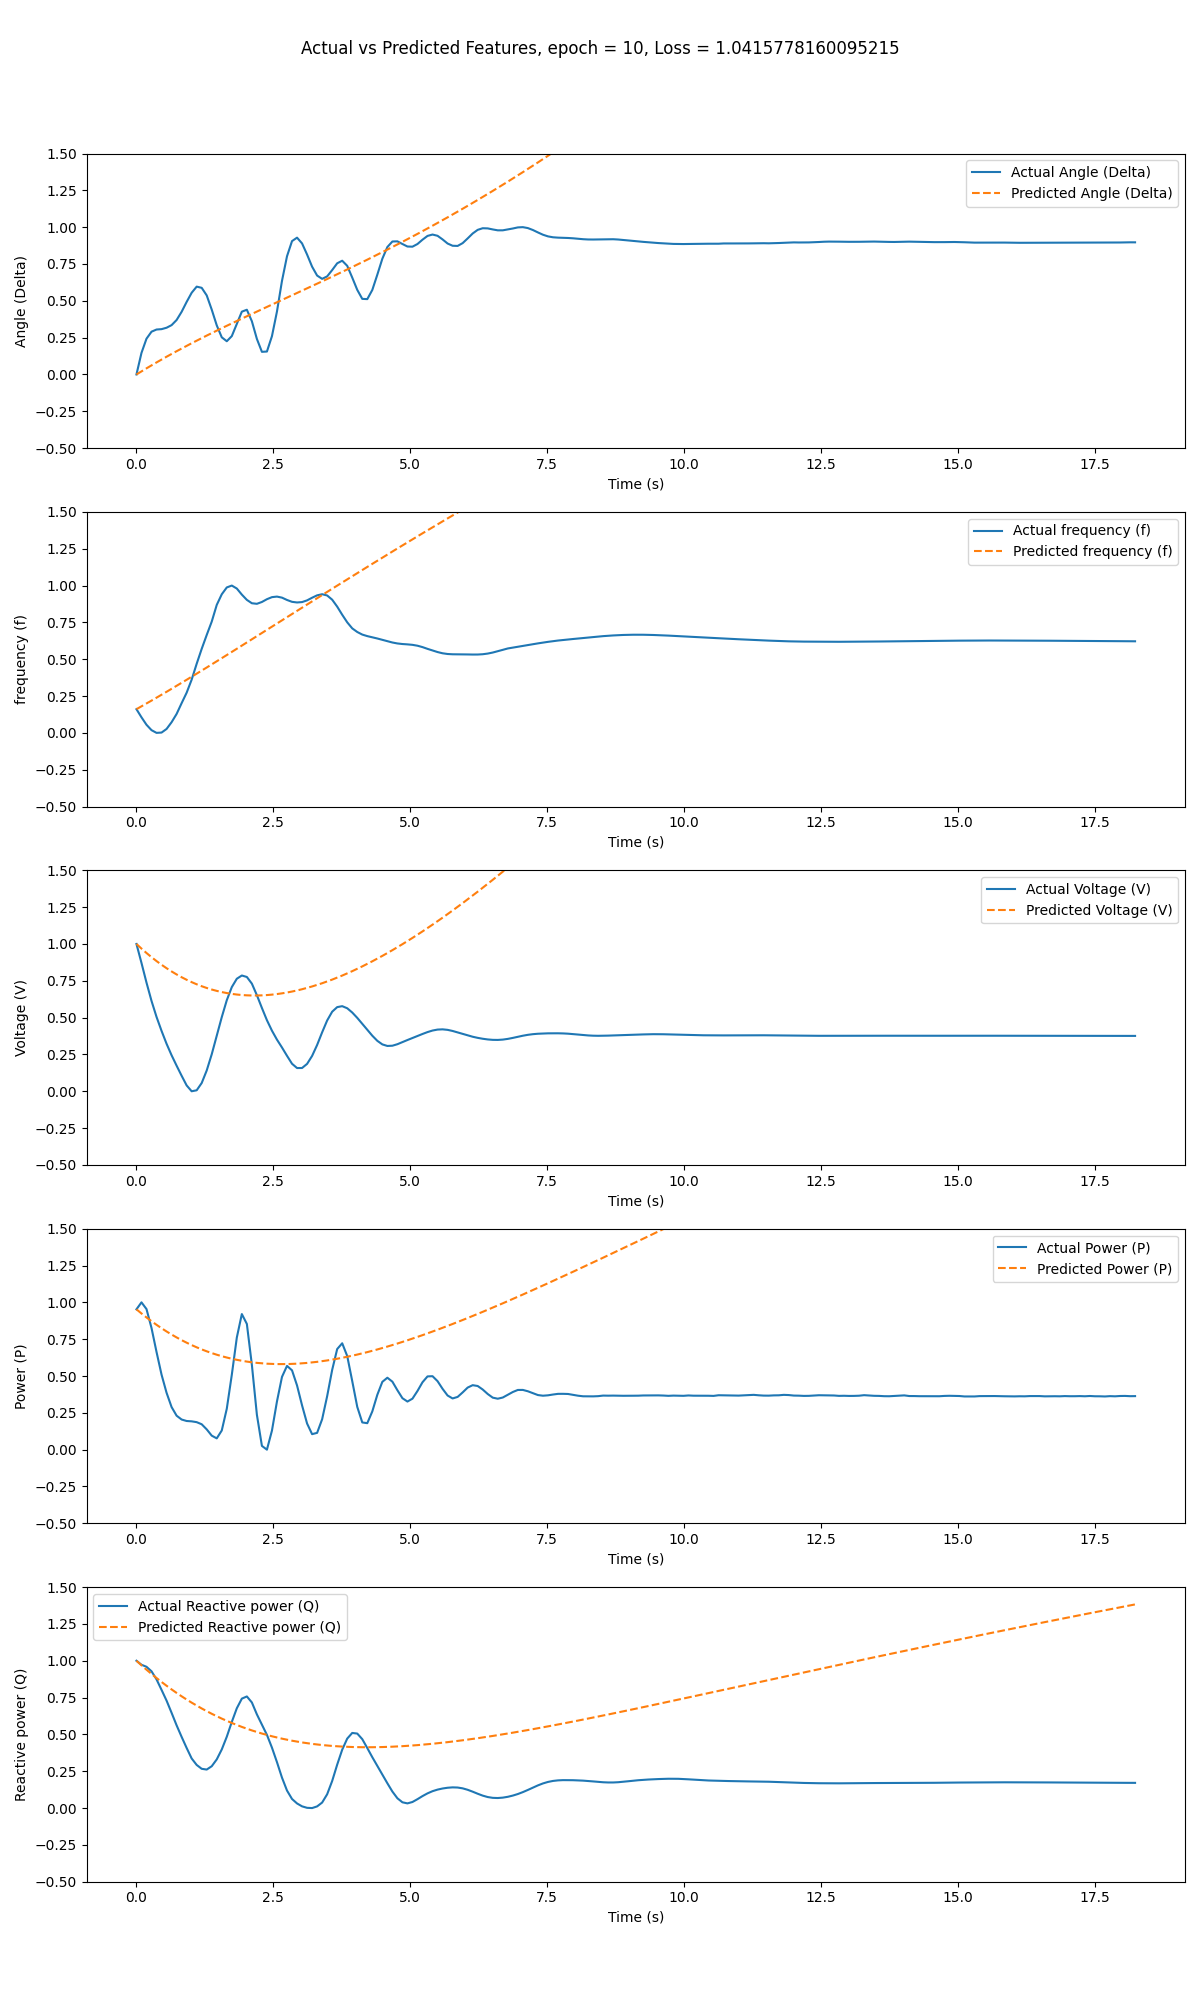 Actual vs Predicted Features, epoch = 10, Loss = 1.0415778160095215
1.50
1.25
1.00
0.75
0.50
0.25
0.00
−0.25
−0.50
Angle (Delta)
Actual Angle (Delta)
Predicted Angle (Delta)
0.0 2.5 5.0 7.5 10.0 12.5 15.0 17.5
Time (s)
1.50
1.25
1.00
0.75
0.50
0.25
0.00
−0.25
−0.50
frequency (f)
Actual frequency (f)
Predicted frequency (f)
0.0 2.5 5.0 7.5 10.0 12.5 15.0 17.5
Time (s)
1.50
1.25
1.00
0.75
0.50
0.25
0.00
−0.25
−0.50
Voltage (V)
Actual Voltage (V)
Predicted Voltage (V)
0.0 2.5 5.0 7.5 10.0 12.5 15.0 17.5
Time (s)
1.50
1.25
1.00
0.75
0.50
0.25
0.00
−0.25
−0.50
Power (P)
Actual Power (P)
Predicted Power (P)
0.0 2.5 5.0 7.5 10.0 12.5 15.0 17.5
Time (s)
1.50
1.25
1.00
0.75
0.50
0.25
0.00
−0.25
−0.50
Reactive power (Q)
Actual Reactive power (Q)
Predicted Reactive power (Q)
0.0 2.5 5.0 7.5 10.0 12.5 15.0 17.5
Time (s)